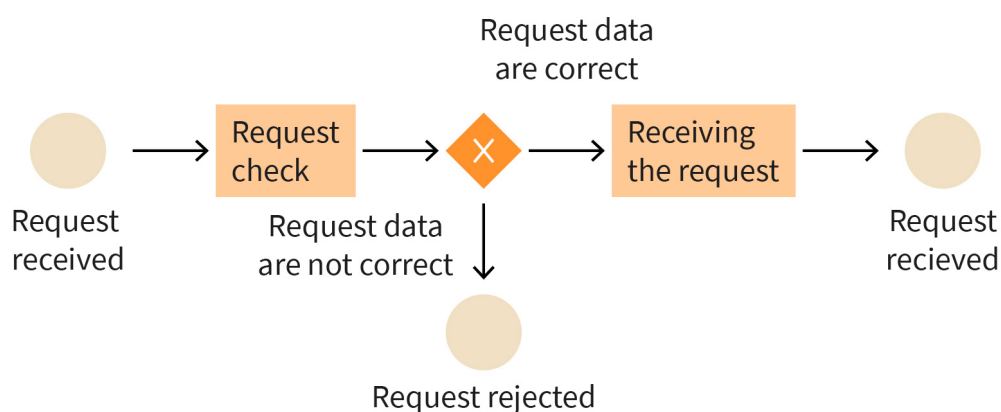 Request data
are correct
Request
check
X
Receiving
the request
Request
received
Request data
are not correct
Request
recieved
Request rejected